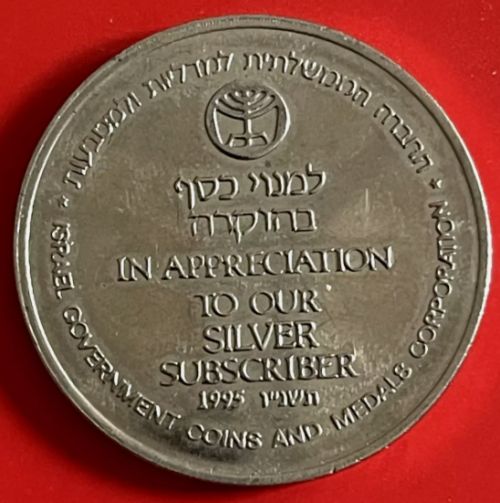 החברה הממשלתית למדליות ולמטבעות
למנוי כסף
בהוקרה
IN APPRECIATION
TO OUR
SILVER
SUBSCRIBER
1995 תשנ״ו
ISRAEL GOVERNMENT COINS AND MEDALS CORPORATION